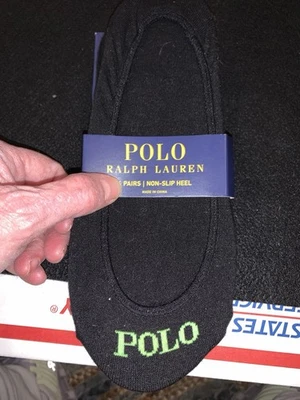 POLO
RALPH LAUREN
PAIRS | NON-SLIP HEEL
MADE IN CHINA
POLO
STATES